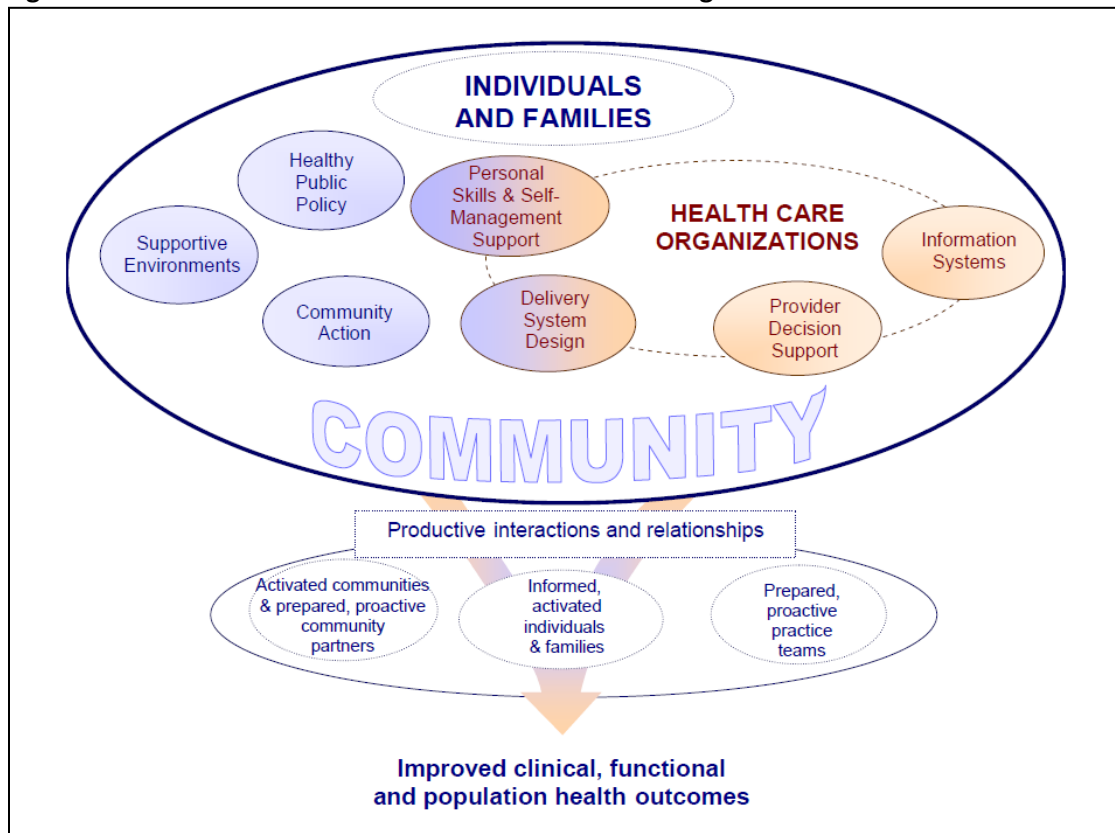 INDIVIDUALS
AND FAMILIES
Healthy
Public
Policy
Personal
Skills & Self-
Management
Support
HEALTH CARE
ORGANIZATIONS
Information
Systems
Supportive
Environments
Community
Action
Delivery
System
Design
Provider
Decision
Support
COMMUNITY
Productive interactions and relationships
Activated communities
& prepared, proactive
community
partners
Informed,
activated
individuals
& families
Prepared,
proactive
practice
teams
Improved clinical, functional
and population health outcomes